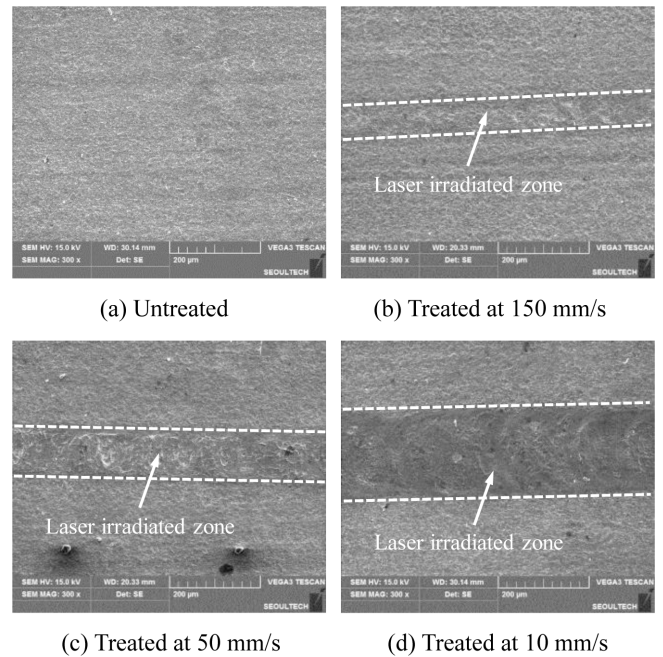 SEM HV: 15.0 kV WD: 30.14 mm VEGA3 TESCAN
SEM MAG: 300 x Det: SE 200 µm
SEOULTECH
(a) Untreated
Laser irradiated zone
SEM HV: 15.0 kV WD: 20.33 mm VEGA3 TESCAN
SEM MAG: 300 x Det: SE 200 µm
SEOULTECH
(b) Treated at 150 mm/s
Laser irradiated zone
SEM HV: 15.0 kV WD: 20.33 mm VEGA3 TESCAN
SEM MAG: 300 x Det: SE 200 µm
SEOULTECH
(c) Treated at 50 mm/s
Laser irradiated zone
SEM HV: 15.0 kV WD: 30.14 mm VEGA3 TESCAN
SEM MAG: 300 x Det: SE 200 µm
SEOULTECH
(d) Treated at 10 mm/s